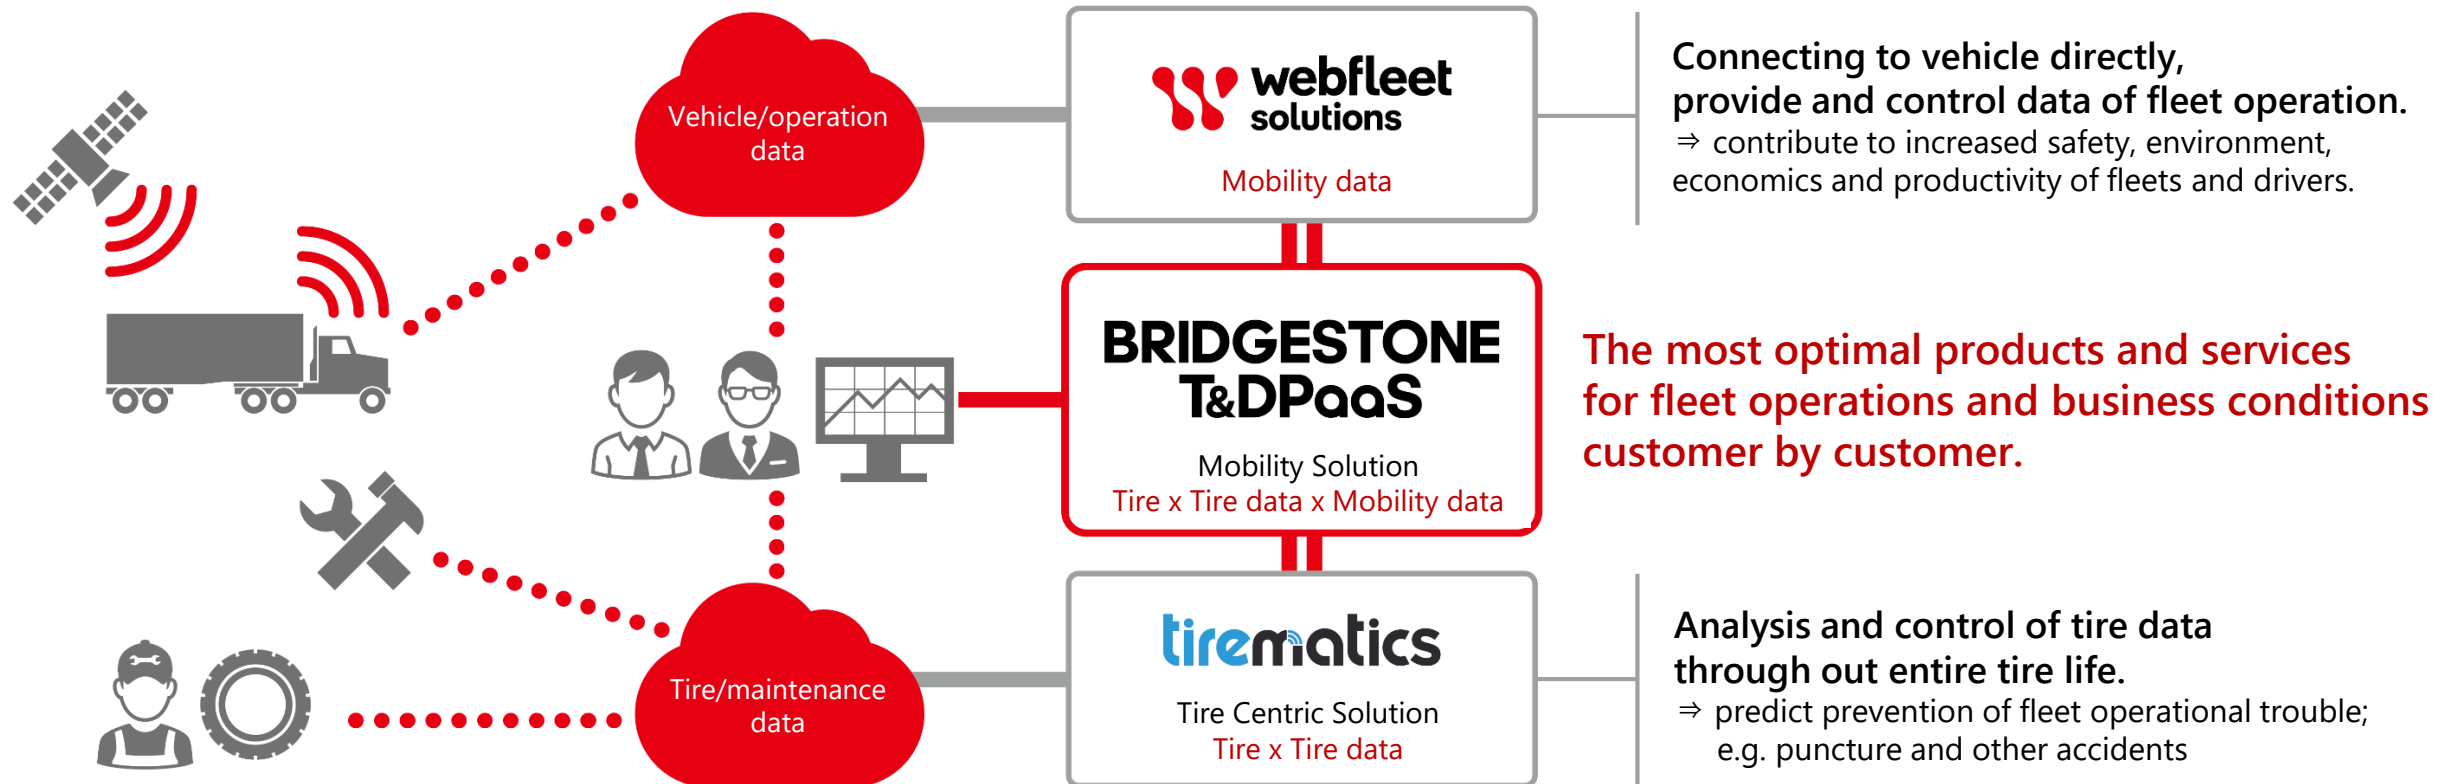 Vehicle/operation
data
webfleet
solutions
Mobility data
Connecting to vehicle directly,
provide and control data of fleet operation.
⇒ contribute to increased safety, environment,
economics and productivity of fleets and drivers.
BRIDGESTONE
T&DPaaS
Mobility Solution
Tire x Tire data x Mobility data
The most optimal products and services
for fleet operations and business conditions
customer by customer.
Tire/maintenance
data
tirematics
Tire Centric Solution
Tire x Tire data
Analysis and control of tire data
through out entire tire life.
⇒ predict prevention of fleet operational trouble;
e.g. puncture and other accidents